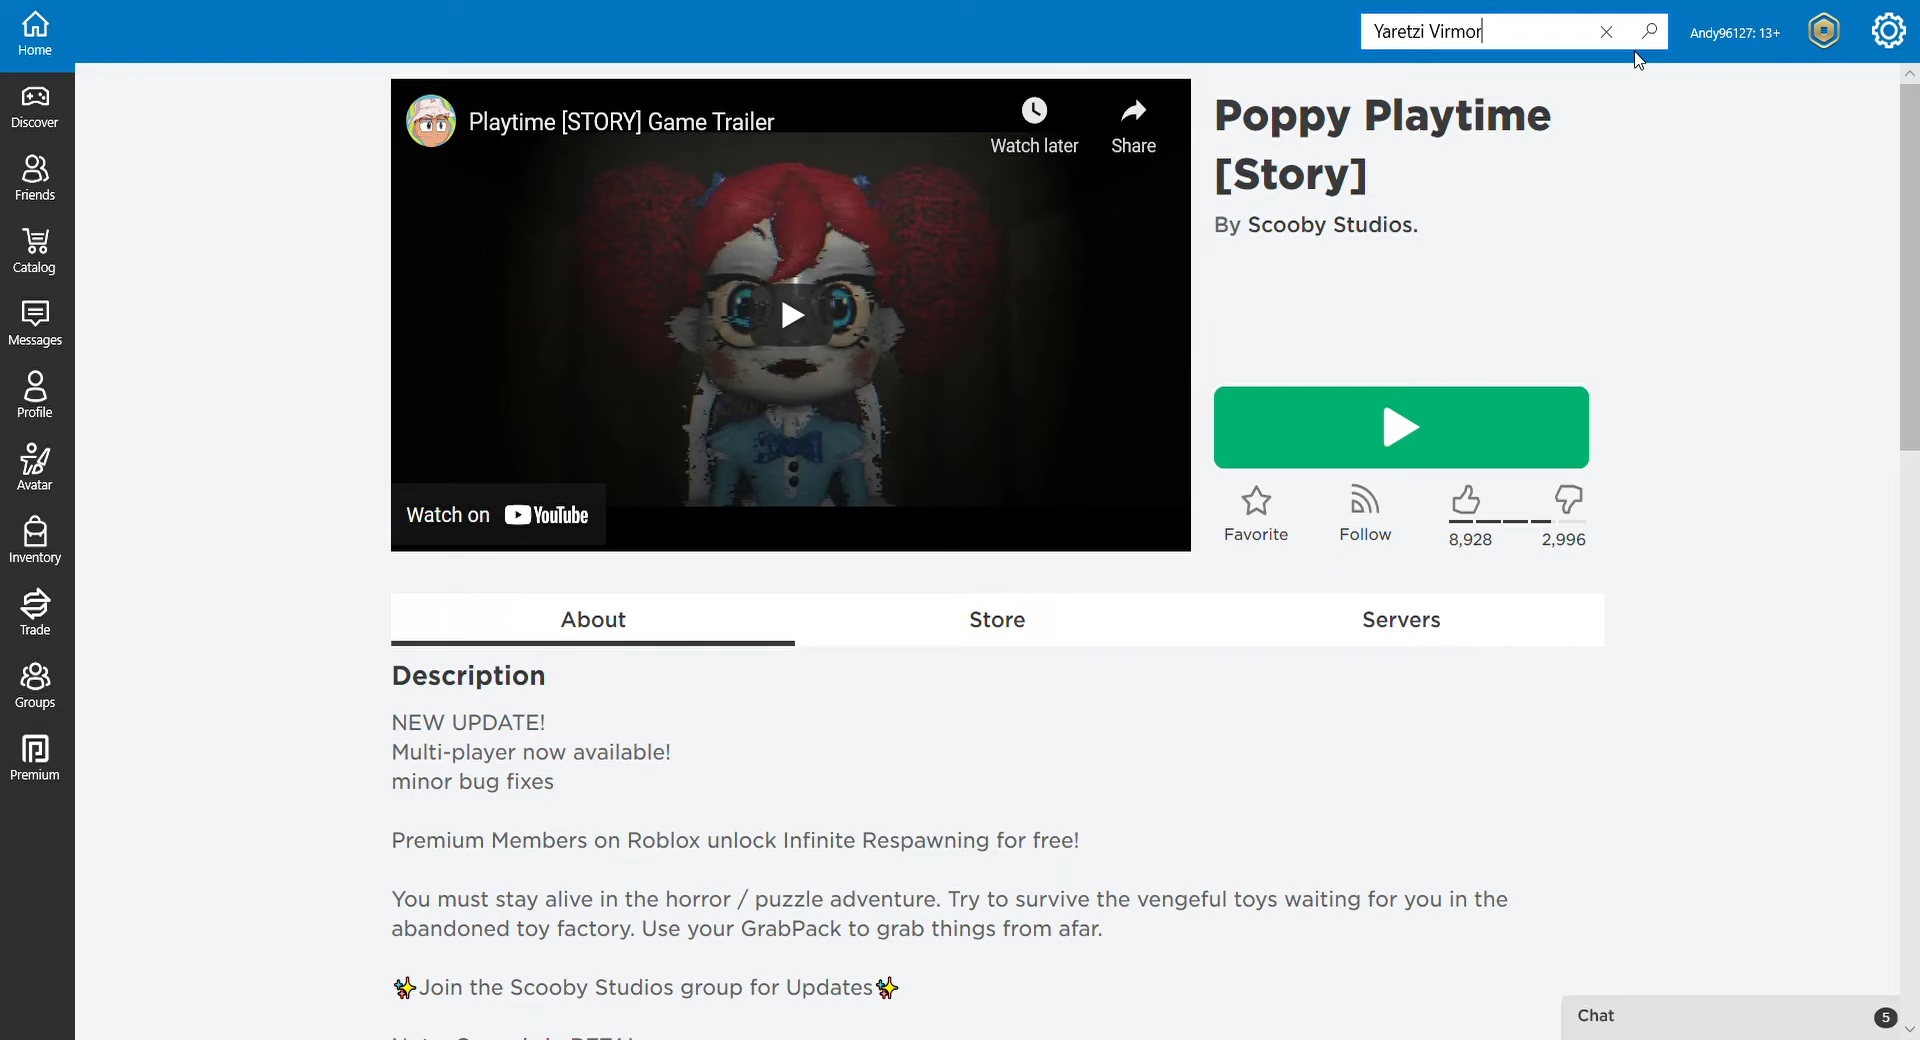 Home
Yaretzi Virmor
Andy96127: 13+
Discover
Friends
Catalog
Messages
Profile
Avatar
Inventory
Trade
Groups
Premium
Playtime [STORY] Game Trailer
Watch later
Share
Watch on YouTube
Poppy Playtime
[Story]
By Scooby Studios.
Favorite
Follow
8,928
2,996
About
Store
Servers
Description
NEW UPDATE!
Multi-player now available!
minor bug fixes
Premium Members on Roblox unlock Infinite Respawning for free!
You must stay alive in the horror / puzzle adventure. Try to survive the vengeful toys waiting for you in the
abandoned toy factory. Use your GrabPack to grab things from afar.
✨Join the Scooby Studios group for Updates✨
Chat
5